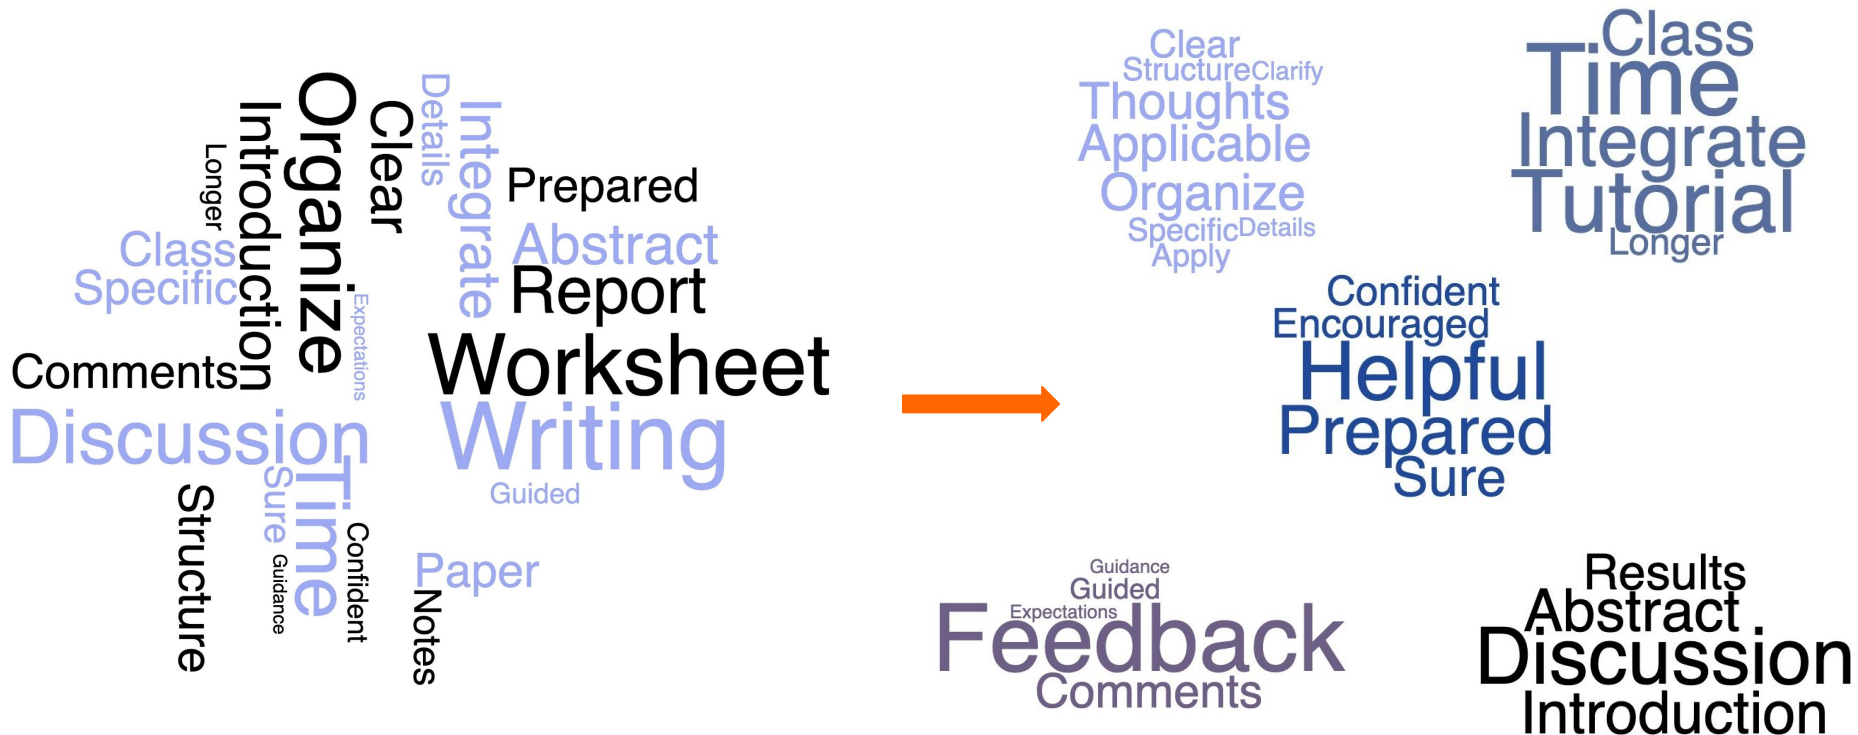 Organize
Introduction
Clear
Details
Integrate
Longer
Prepared
Class
Abstract
Specific
Report
Expectations
Worksheet
Comments
Discussion
Writing
Time
Sure
Guided
Structure
Confident
Guidance
Paper
Notes
Clear
Structure Clarify
Thoughts
Applicable
Organize
Specific Details
Apply
Class
Time
Integrate
Tutorial
Longer
Confident
Encouraged
Helpful
Prepared
Sure
Guidance
Guided
Expectations
Feedback
Comments
Results
Abstract
Discussion
Introduction